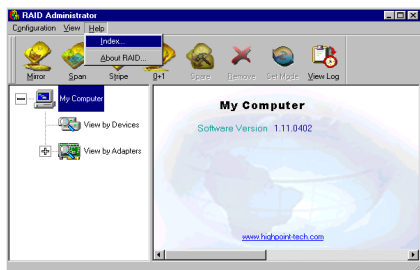 RAID Administrator
Configuration View Help
Index...
About RAID...
Mirror Span Stripe 0+1 Spare Remove Set Mode View Log
My Computer
View by Devices
View by Adapters
My Computer
Software Version 1.11.0402
www.highpoint-tech.com